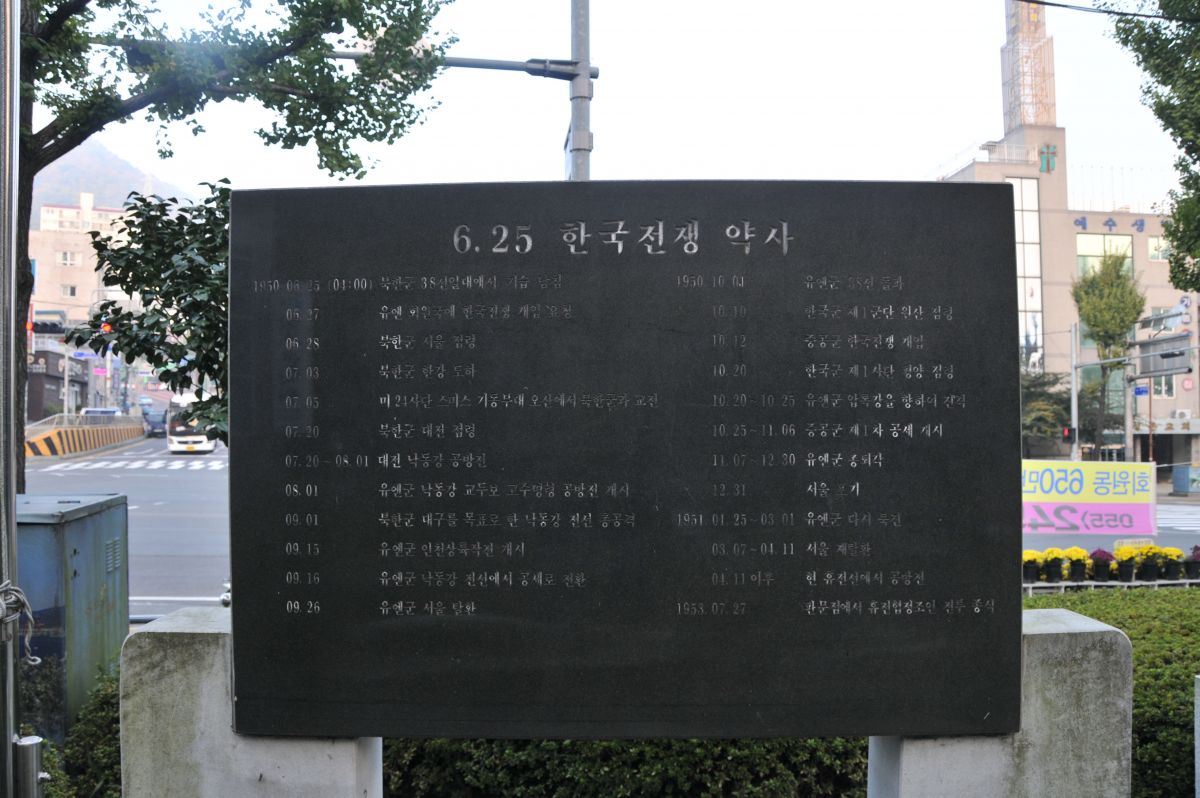 6.25 한국전쟁 약사
1950.06.25 (04:00) 북한군 38선일대에서 기습 남침
06.27 유엔 회원국에 한국전쟁 개입 요청
06.28 북한군 서울 점령
07.03 북한군 한강 도하
07.05 미 24사단 스미스 기동부대 오산에서 북한군과 교전
07.20 북한군 대전 점령
07.20~08.01 대전 낙동강 공방전
08.01 유엔군 낙동강 교두보 고수명령 공방전 개시
09.01 북한군 대구를 목표로 한 낙동강 전선 총공격
09.15 유엔군 인천상륙작전 개시
09.16 유엔군 낙동강 전선에서 공세로 전환
09.26 유엔군 서울 탈환
1950.10.01 유엔군 38선 돌파
10.10 한국군 제1군단 원산 점령
10.12 중공군 한국전쟁 개입
10.20 한국군 제1사단 평양 점령
10.20~10.25 유엔군 압록강을 향하여 진격
10.25~11.06 중공군 제1차 공세 개시
11.07~12.30 유엔군 총퇴각
12.31 서울 포기
1951.01.25~03.01 유엔군 다시 북진
03.07~04.11 서울 재탈환
04.11이후 현 휴전선에서 공방전
1953.07.27 판문점에서 휴전협정조인 전투 종식
예수생
회원동 650만
055)24